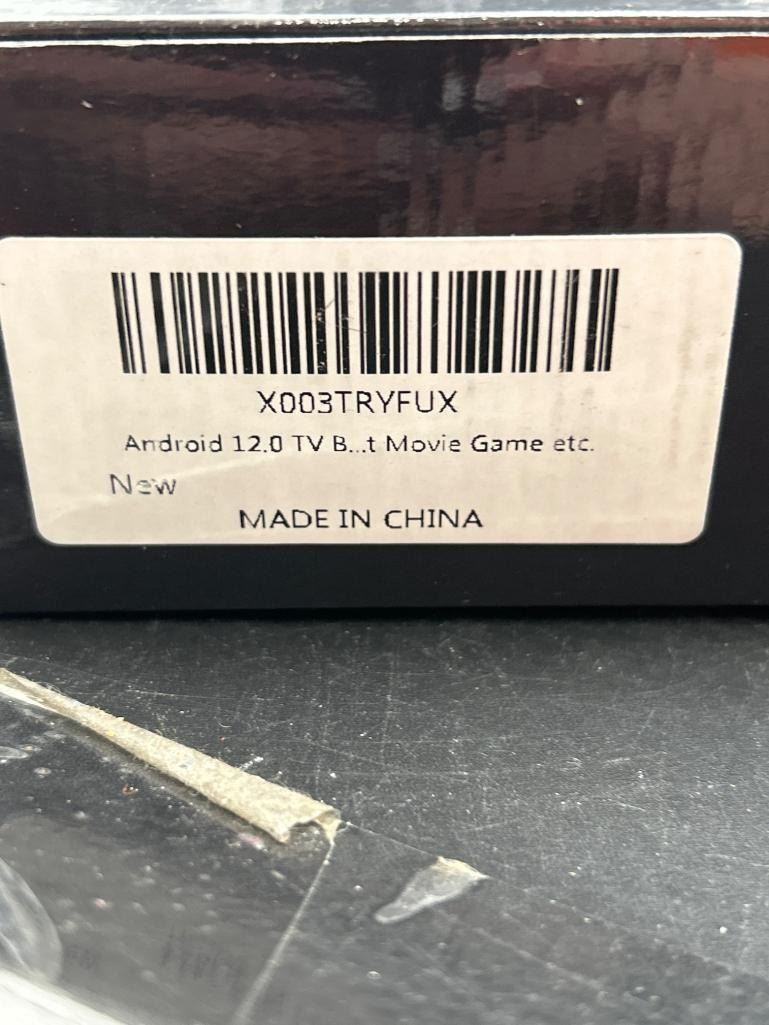 X003TRYFUX
Android 12.0 TV B...t Movie Game etc.
New
MADE IN CHINA